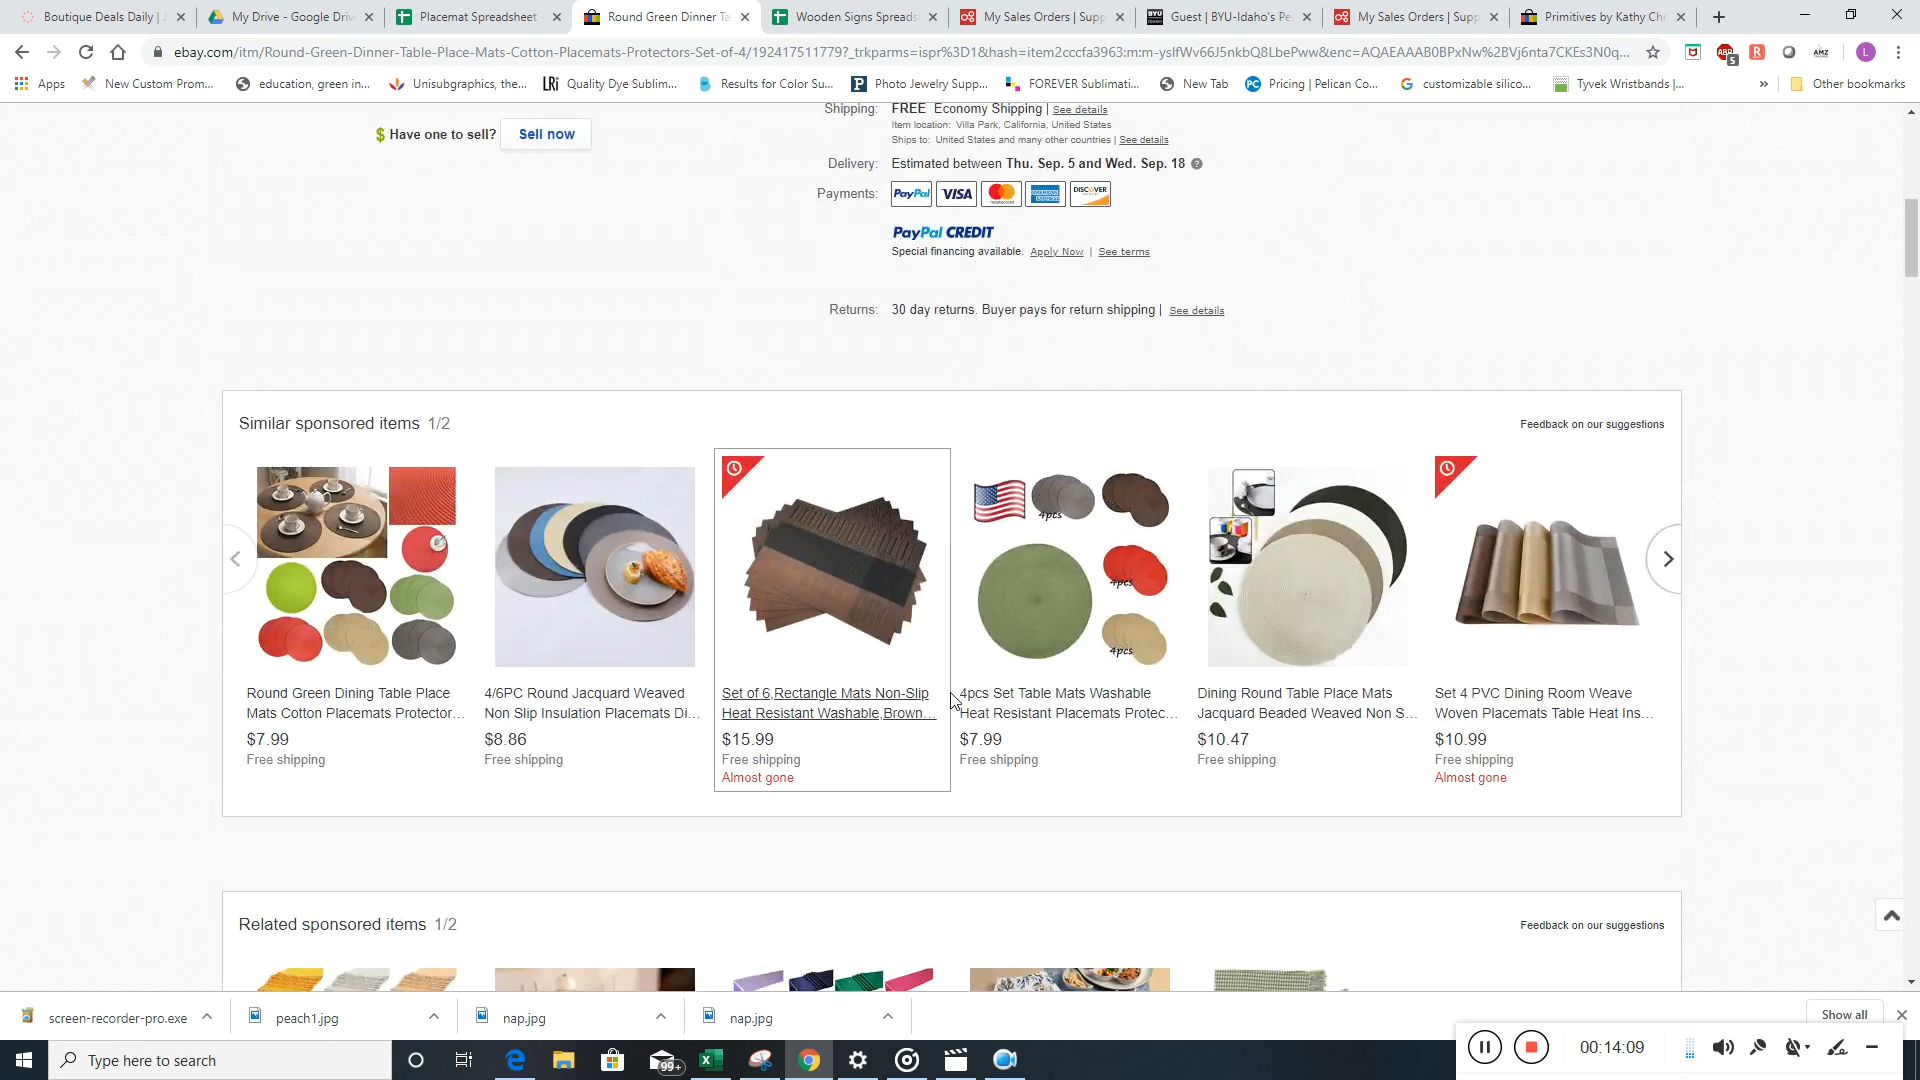 Boutique Deals Daily | J
My Drive - Google Driv
Placemat Spreadsheet -
Round Green Dinner Ta
Wooden Signs Spreads
My Sales Orders | Supp
Guest | BYU-Idaho's Pe
My Sales Orders | Supp
Primitives by Kathy Chr
ebay.com/itm/Round-Green-Dinner-Table-Place-Mats-Cotton-Placemats-Protectors-Set-of-4/192417511779?_trkparms=ispr%3D1&hash=item2cccfa3963:m:m-yslfWv66J5nkbQ8LbePww&enc=AQAEAAAB0BPxNw%2BVj6nta7CKEs3N0q...
Apps
New Custom Prom...
education, green in...
Unisubgraphics, the...
LRi Quality Dye Sublim...
Results for Color Su...
Photo Jewelry Supp...
FOREVER Sublimati...
New Tab
PC Pricing | Pelican Co...
customizable silico...
Tyvek Wristbands |...
»
Other bookmarks
$ Have one to sell? Sell now
Shipping: FREE Economy Shipping | See details
Item location: Villa Park, California, United States
Ships to: United States and many other countries | See details
Delivery: Estimated between Thu. Sep. 5 and Wed. Sep. 18
Payments: PayPal VISA mastercard AMERICAN EXPRESS DISCOVER
PayPal CREDIT
Special financing available. Apply Now | See terms
Returns: 30 day returns. Buyer pays for return shipping | See details
Similar sponsored items 1/2
Feedback on our suggestions
4pcs
4pcs
4pcs
Round Green Dining Table Place
Mats Cotton Placemats Protector...
$7.99
Free shipping
4/6PC Round Jacquard Weaved
Non Slip Insulation Placemats Di...
$8.86
Free shipping
Set of 6,Rectangle Mats Non-Slip
Heat Resistant Washable,Brown...
$15.99
Free shipping
Almost gone
4pcs Set Table Mats Washable
Heat Resistant Placemats Protec...
$7.99
Free shipping
Dining Round Table Place Mats
Jacquard Beaded Weaved Non S...
$10.47
Free shipping
Set 4 PVC Dining Room Weave
Woven Placemats Table Heat Ins...
$10.99
Free shipping
Almost gone
Related sponsored items 1/2
Feedback on our suggestions
screen-recorder-pro.exe
peach1.jpg
nap.jpg
nap.jpg
Show all
Type here to search
99+
00:14:09